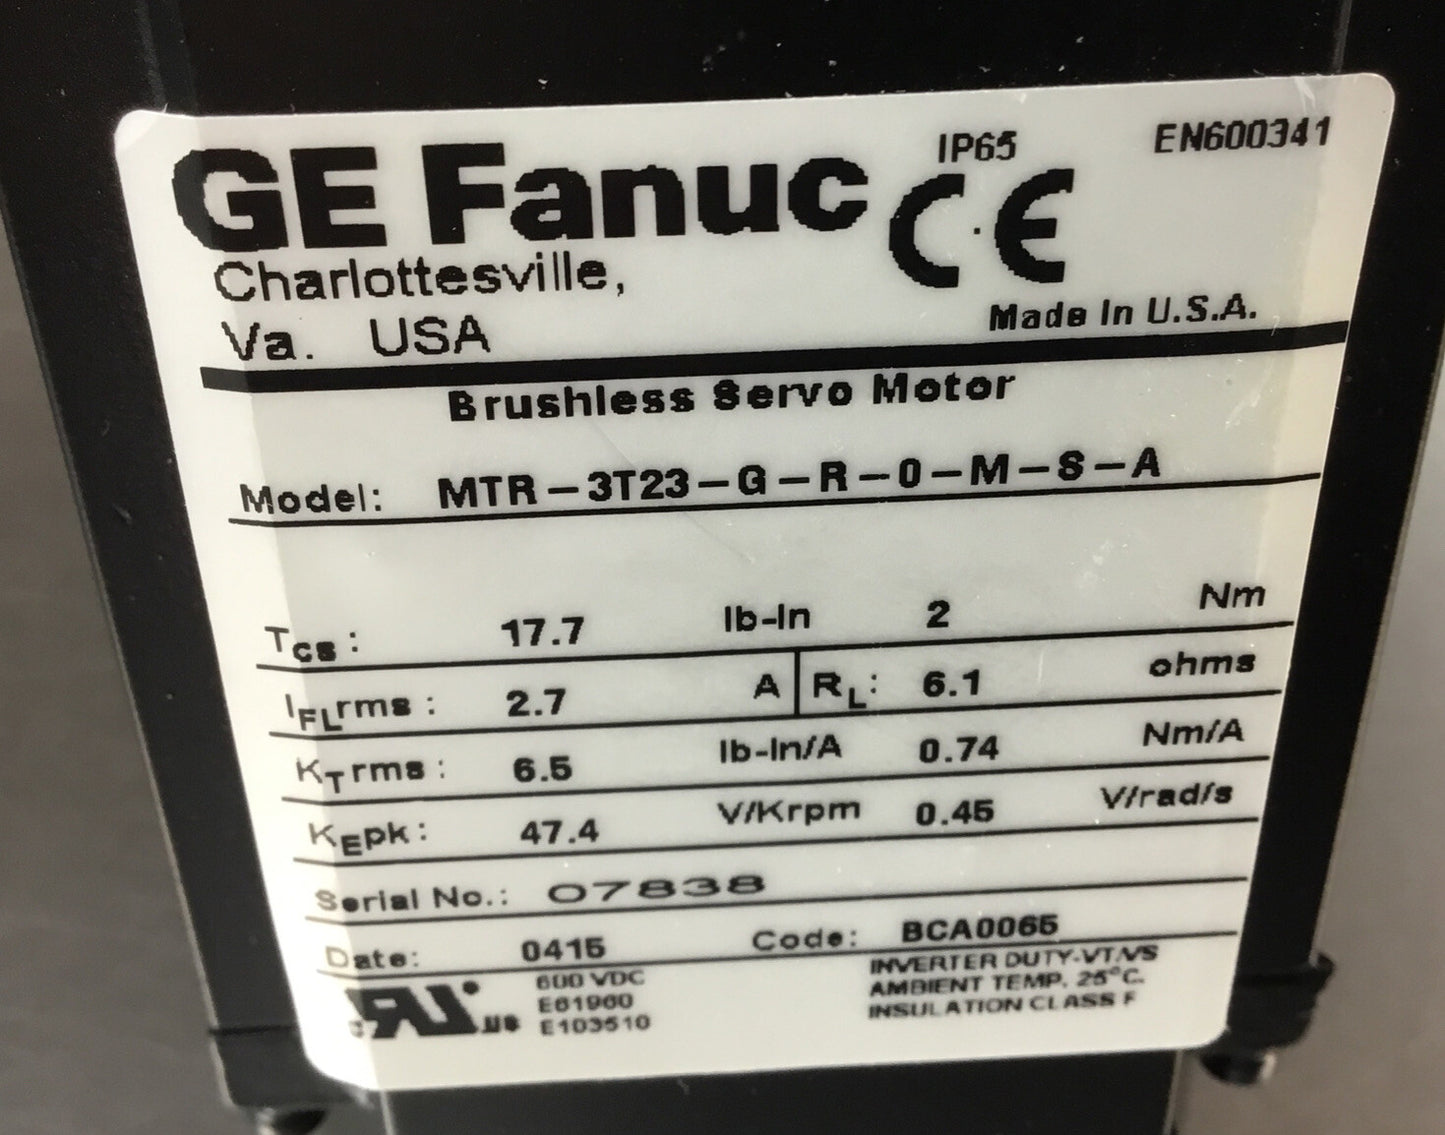 IP65 EN600341
GE Fanuc CE
Charlottesville,
Va. USA
Made In U.S.A.
Brushless Servo Motor
Model: MTR-3T23-G-R-0-M-S-A
Tcs: 17.7 lb-In 2 Nm
IFLrms: 2.7 A RL: 6.1 ohms
KTrms: 6.5 lb-In/A 0.74 Nm/A
KEpk: 47.4 V/Krpm 0.45 V/rad/s
Serial No.: 07838
Date: 0415 Code: BCA0065
600 VDC INVERTER DUTY-VT/VS
E61960 AMBIENT TEMP. 25°C.
c RU us E103510 INSULATION CLASS F